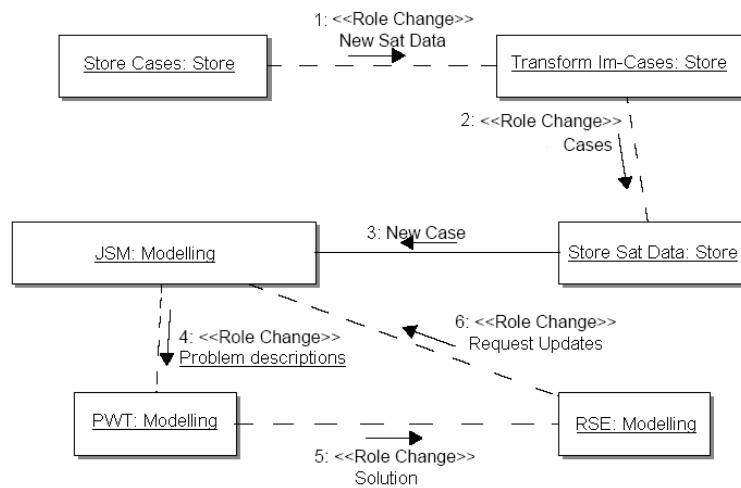 1: <<Role Change>>
New Sat Data
Store Cases: Store
Transform Im-Cases: Store
2: <<Role Change>>
Cases
3: New Case
JSM: Modelling
Store Sat Data: Store
4: <<Role Change>>
Problem descriptions
6: <<Role Change>>
Request Updates
PWT: Modelling
RSE: Modelling
5: <<Role Change>>
Solution